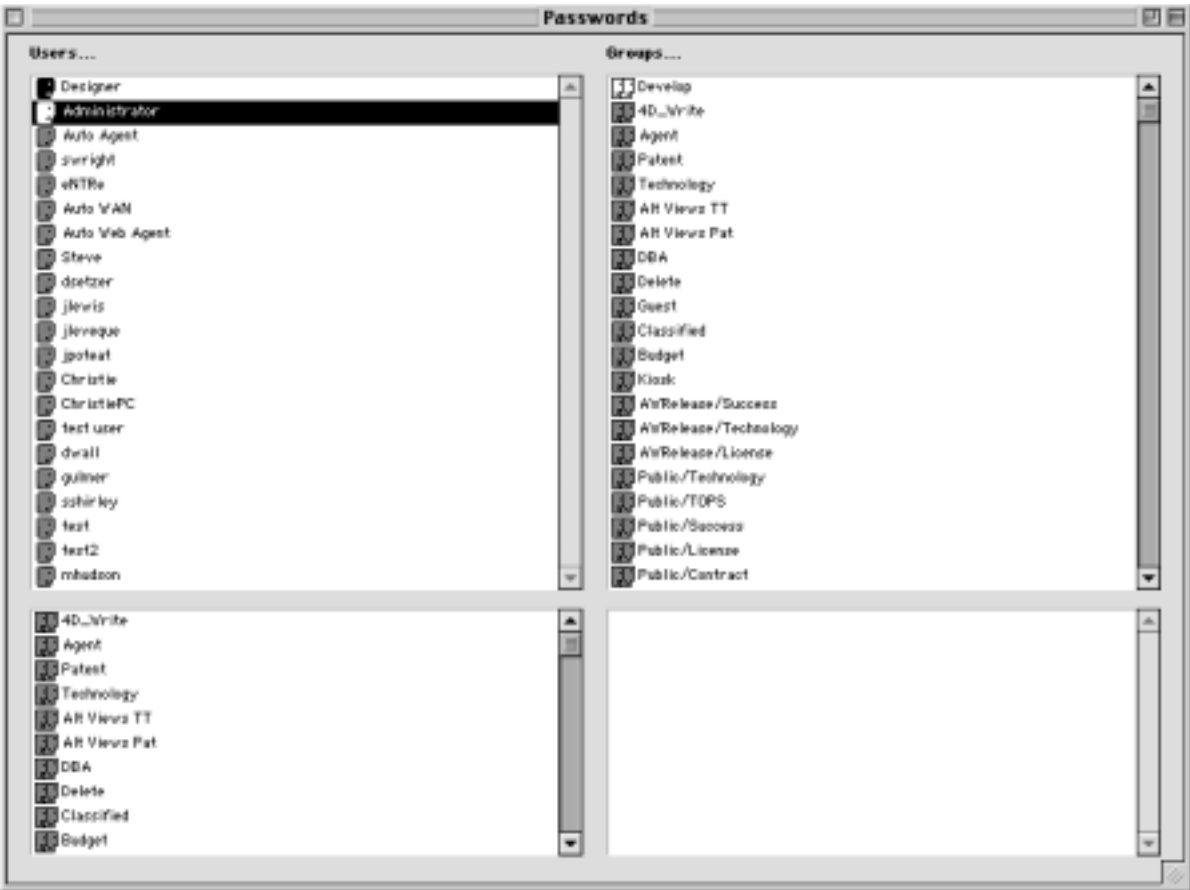 Passwords
Users...
Designer
Administrator
Auto Agent
swright
eNTRe
Auto WAN
Auto Web Agent
Steve
dsetzer
jlewis
jleveque
jpoteat
Christie
ChristiePC
test user
dwall
gulmer
sshirley
test
test2
mhudson
Groups...
Develop
4D_Write
Agent
Patent
Technology
Alt Views TT
Alt Views Pat
DBA
Delete
Guest
Classified
Budget
Kiosk
AWRelease/Success
AWRelease/Technology
AWRelease/License
Public/Technology
Public/TOPS
Public/Success
Public/License
Public/Contract
4D_Write
Agent
Patent
Technology
Alt Views TT
Alt Views Pat
DBA
Delete
Classified
Budget